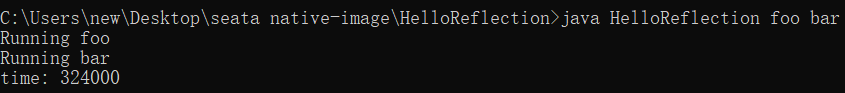 C:\Users\new\Desktop\seata native-image\HelloReflection>java HelloReflection foo bar
Running foo
Running bar
time: 324000